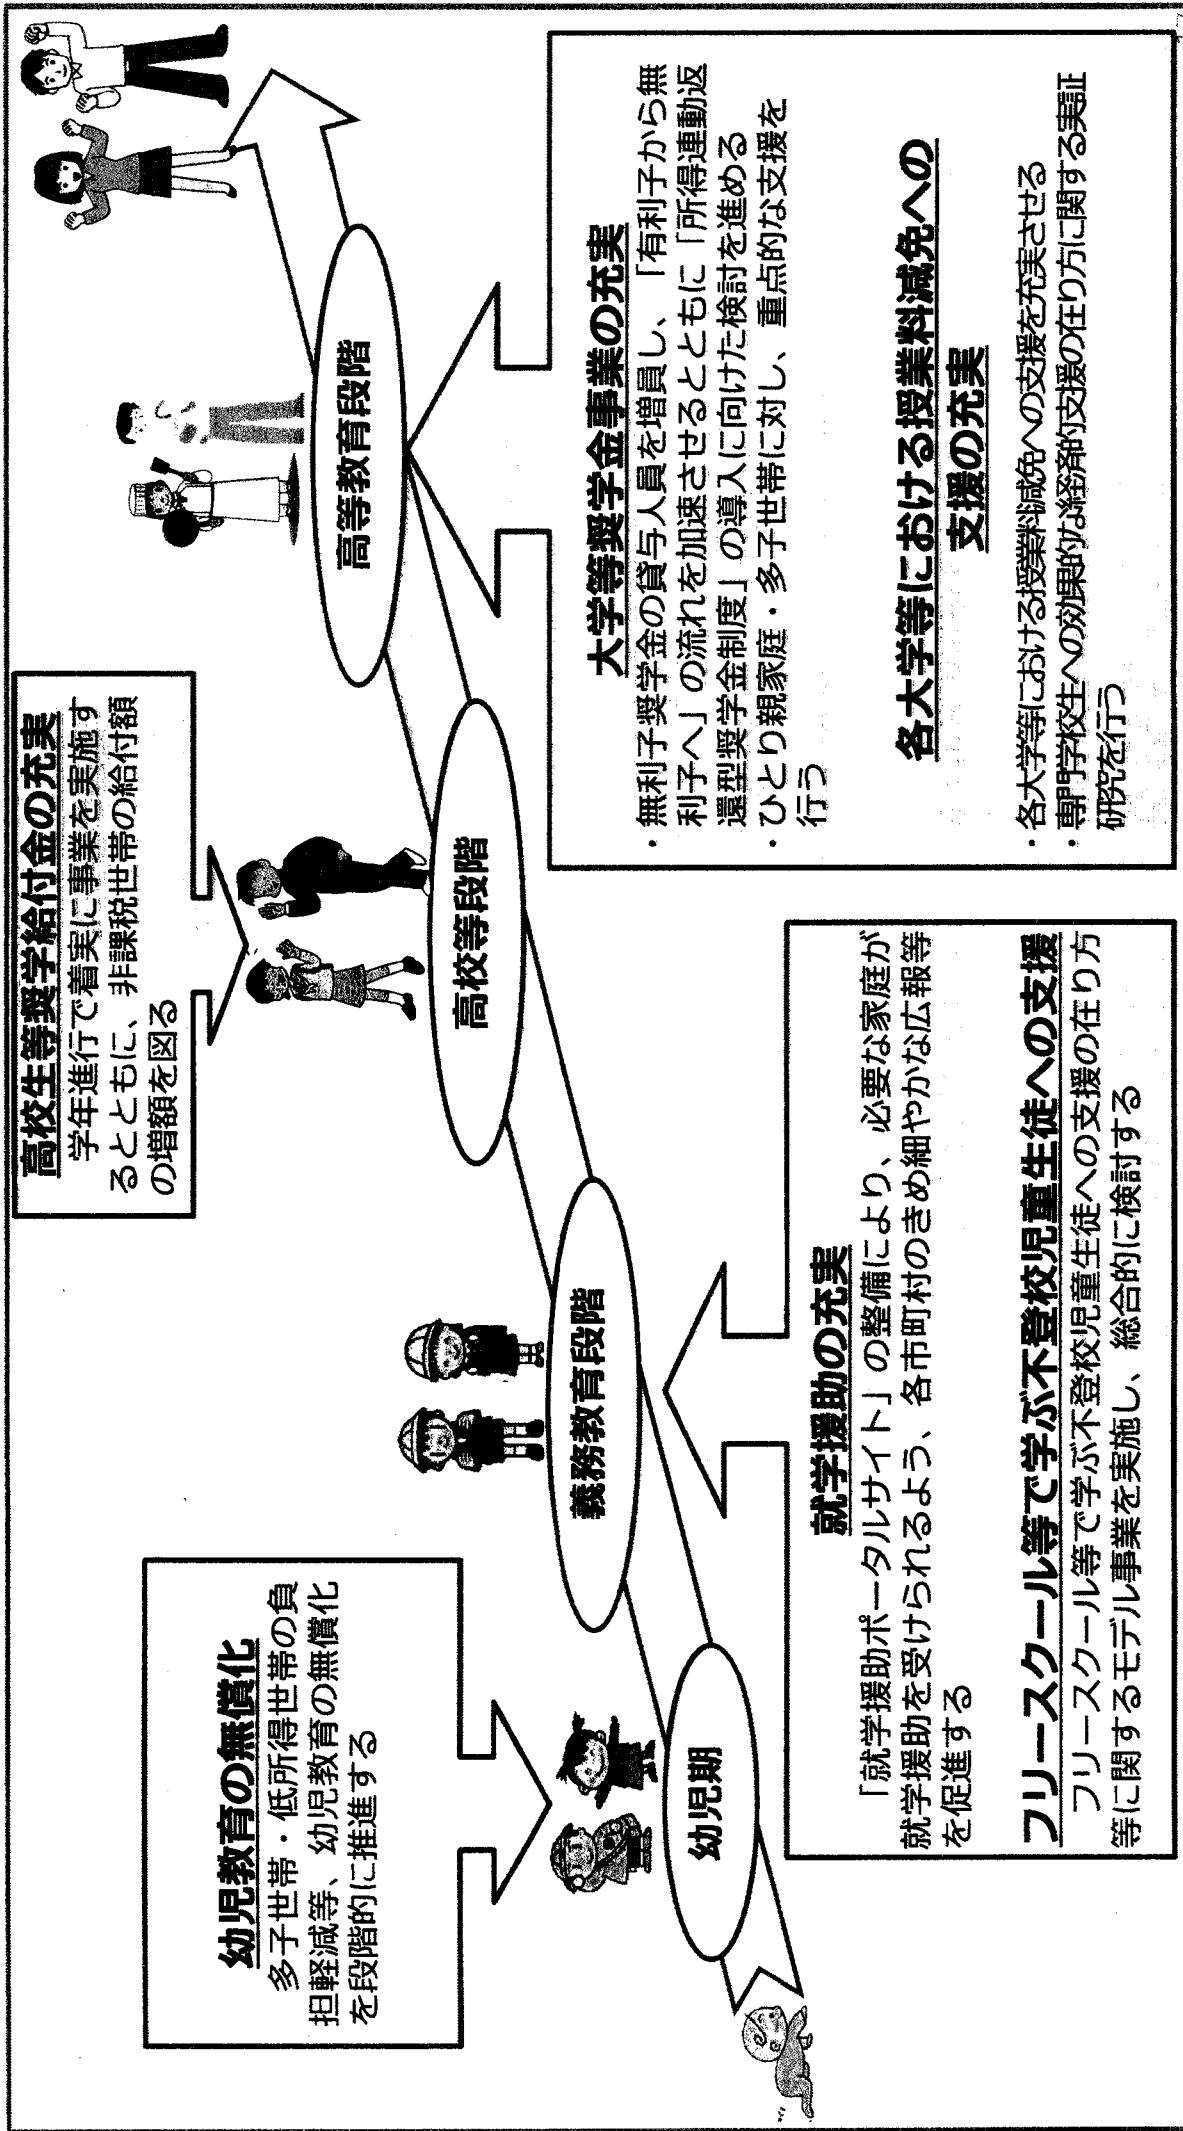 幼児教育の無償化
多子世帯・低所得世帯の負
担軽減等、幼児教育の無償化
を段階的に推進する
高校生等奨学給付金の充実
学年進行で着実に事業を実施す
るとともに、非課税世帯の給付額
の増額を図る
幼児期
義務教育段階
高校等段階
高等教育段階
就学援助の充実
「就学援助ポータルサイト」の整備により、必要な家庭が
就学援助を受けられるよう、各市町村のきめ細やかな広報等
を促進する
フリースクール等で学ぶ不登校児童生徒への支援
フリースクール等で学ぶ不登校児童生徒への支援の在り方
等に関するモデル事業を実施し、総合的に検討する
大学等奨学金事業の充実
・無利子奨学金の貸与人員を増員し、「有利子から無
利子へ」の流れを加速させるとともに「所得連動返
還型奨学金制度」の導入に向けた検討を進める
・ひとり親家庭・多子世帯に対し、重点的な支援を
行う
各大学等における授業料減免への
支援の充実
・各大学等における授業料減免への支援を充実させる
・専門学校生への効果的な経済的支援の在り方に関する実証
研究を行う